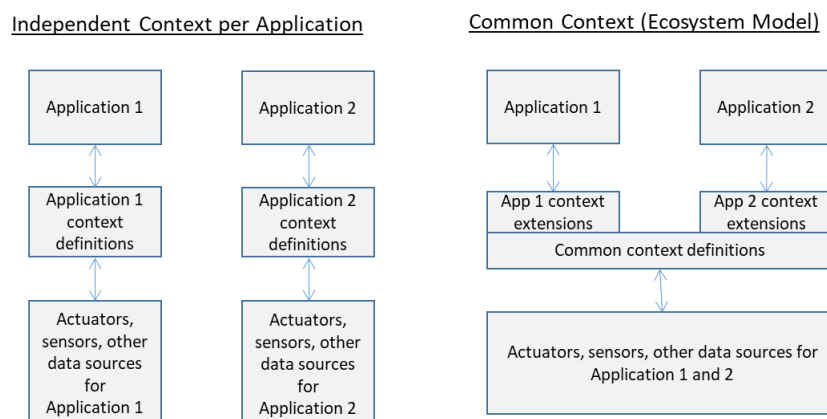 Independent Context per Application
Application 1
Application 2
Application 1
context
definitions
Application 2
context
definitions
Actuators,
sensors, other
data sources
for
Application 1
Actuators,
sensors, other
data sources
for
Application 2
Common Context (Ecosystem Model)
Application 1
Application 2
App 1 context
extensions
App 2 context
extensions
Common context definitions
Actuators, sensors, other data sources for
Application 1 and 2